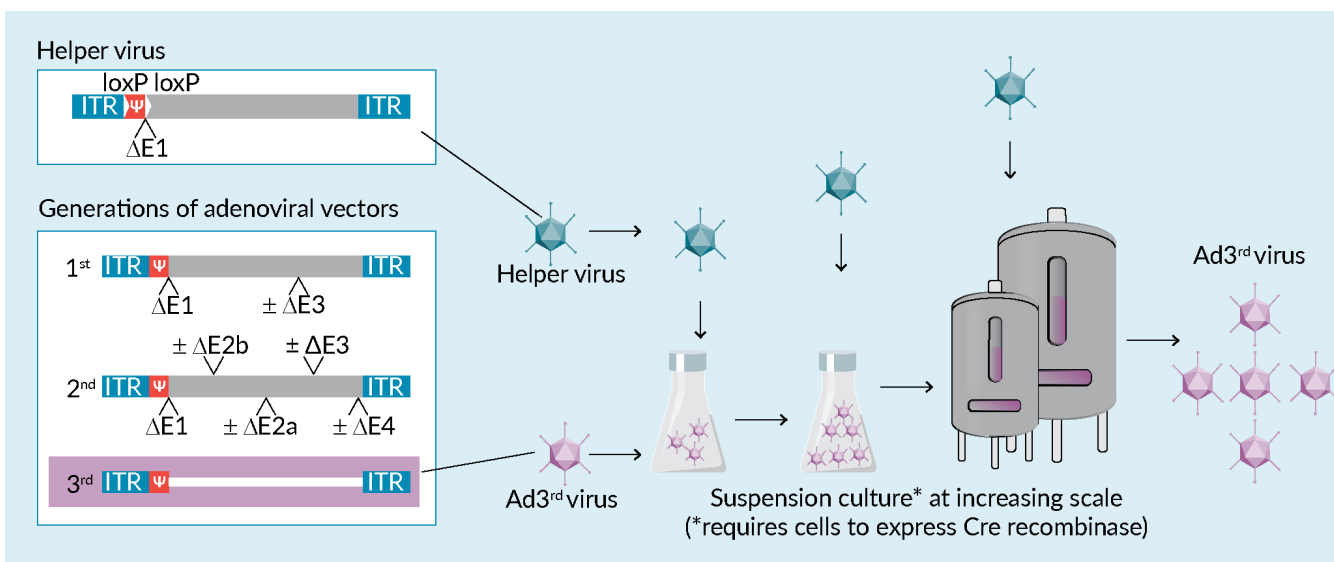 Helper virus
loxP loxP
ITR Ψ ITR
ΔE1
Generations of adenoviral vectors
1st ITR Ψ ITR
ΔE1 ± ΔE3
± ΔE2b ± ΔE3
2nd ITR Ψ ITR
ΔE1 ± ΔE2a ± ΔE4
3rd ITR Ψ ITR
Helper virus
Ad3rd virus
Suspension culture* at increasing scale
(*requires cells to express Cre recombinase)
Ad3rd virus